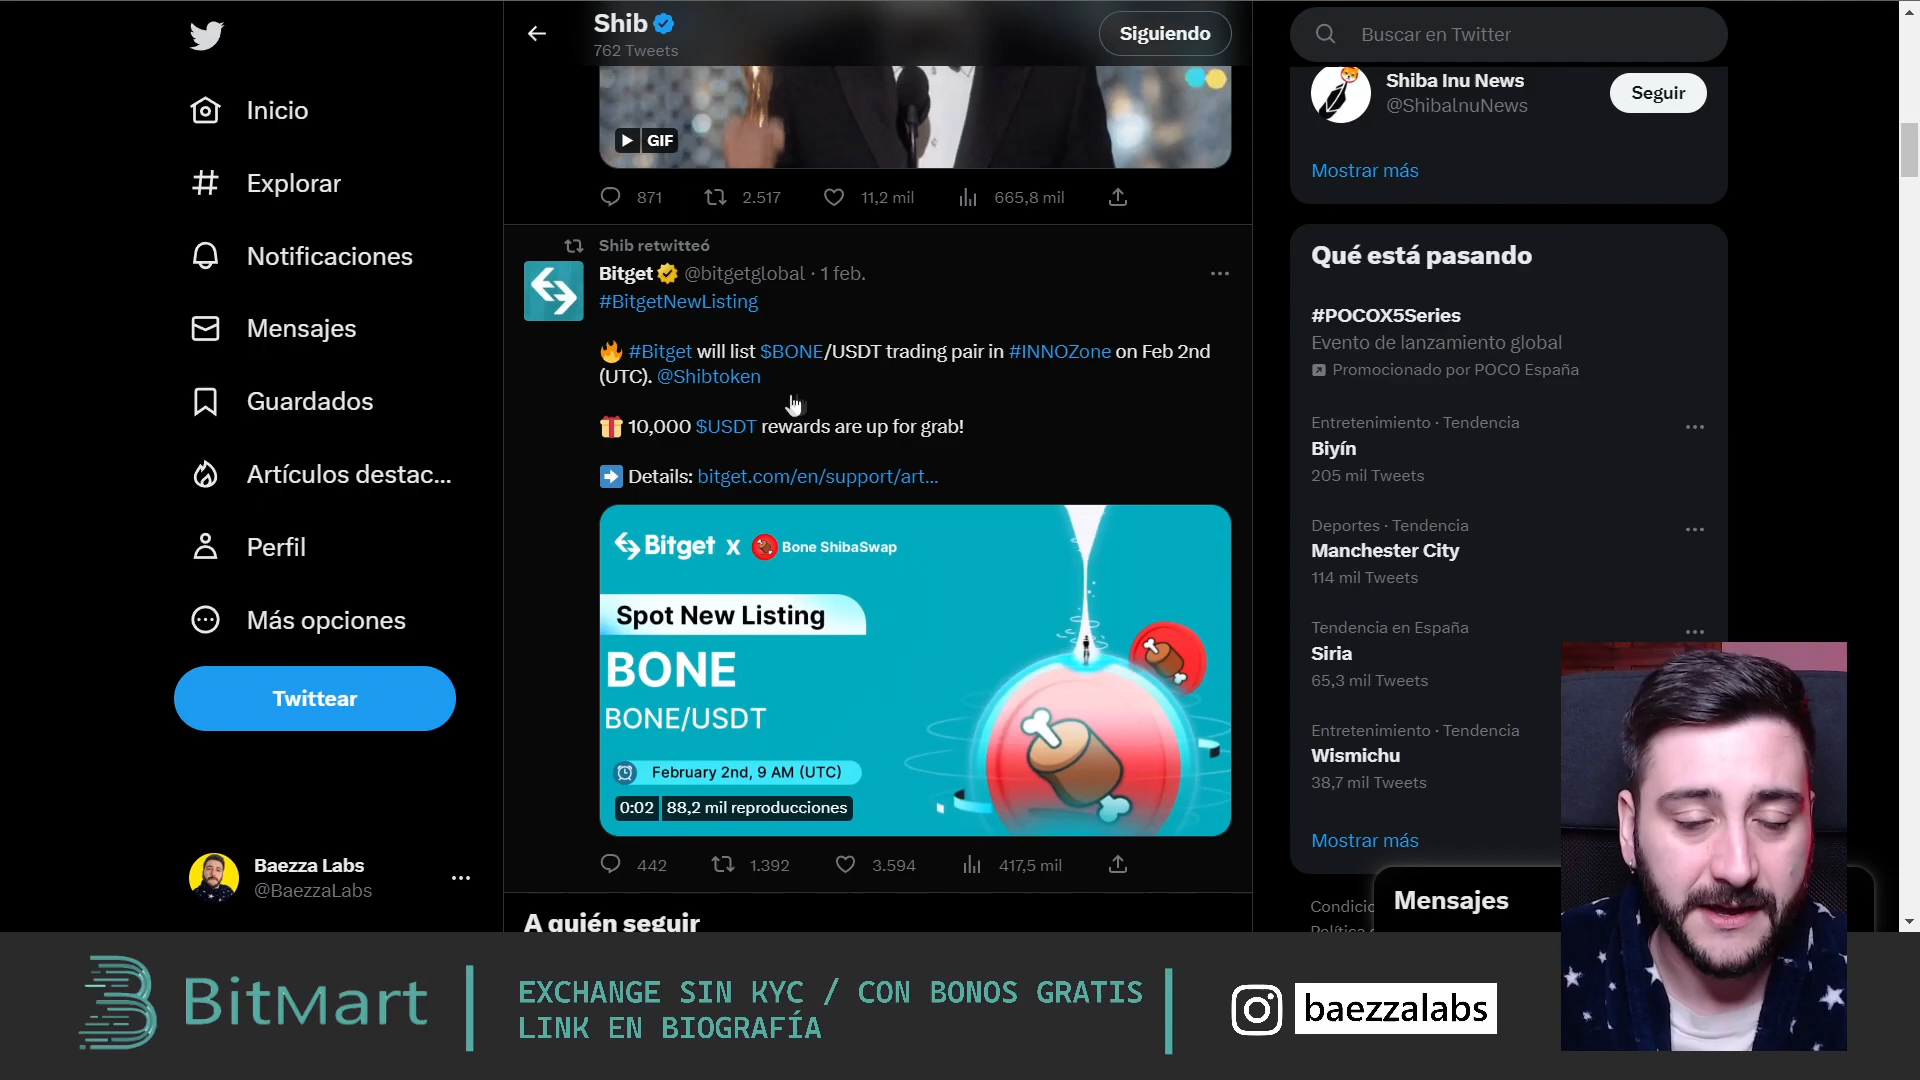 Inicio
Explorar
Notificaciones
Mensajes
Guardados
Artículos destac...
Perfil
Más opciones
Twittear
Baezza Labs
@BaezzaLabs
Shib
762 Tweets
Siguiendo
GIF
871 2.517 11,2 mil 665,8 mil
Shib retwitteó
Bitget @bitgetglobal · 1 feb.
#BitgetNewListing
#Bitget will list $BONE/USDT trading pair in #INNOZone on Feb 2nd
(UTC). @Shibtoken
10,000 $USDT rewards are up for grab!
Details: bitget.com/en/support/art...
Bitget x Bone ShibaSwap
Spot New Listing
BONE
BONE/USDT
February 2nd, 9 AM (UTC)
0:02 88,2 mil reproducciones
442 1.392 3.594 417,5 mil
A quién seguir
Buscar en Twitter
Shiba Inu News
@ShibaInuNews
Seguir
Mostrar más
Qué está pasando
#POCOX5Series
Evento de lanzamiento global
Promocionado por POCO España
Entretenimiento · Tendencia
Biyín
205 mil Tweets
Deportes · Tendencia
Manchester City
114 mil Tweets
Tendencia en España
Siria
65,3 mil Tweets
Entretenimiento · Tendencia
Wismichu
38,7 mil Tweets
Mostrar más
Mensajes
BitMart
EXCHANGE SIN KYC / CON BONOS GRATIS
LINK EN BIOGRAFÍA
baezzalabs